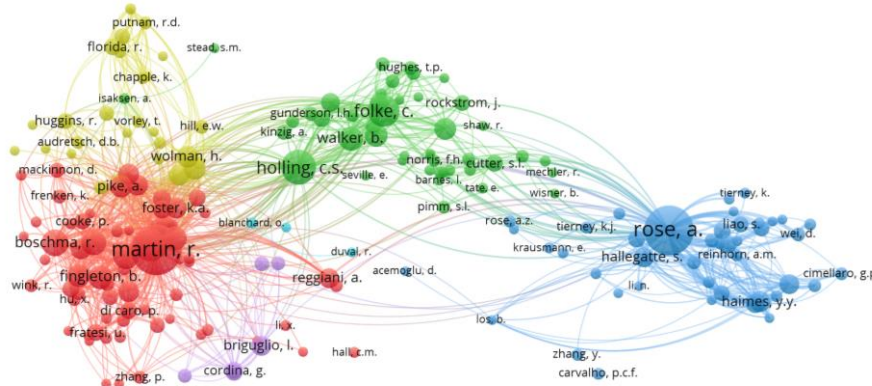 putnam, r.d.
florida, r.
stead, s.m.
chapple, k.
hughes, t.p.
isaksen, a.
gunderson, l.h.
folke, c.
rockstrom, j.
huggins, r.
vorley, t.
hill, e.w.
kinzig, a.
walker, b.
shaw, r.
audretsch, d.b.
wolman, h.
holling, c.s.
norris, f.h.
cutter, s.l.
mechler, r.
mackinnon, d.
seville, e.
barnes, l.
tate, e.
wisner, b.
tierney, k.
pike, a.
frenken, k.
foster, k.a.
pimm, s.l.
cooke, p.
blanchard, o.
rose, a.z.
tierney, k.j.
rose, a.
liao, s.
wei, d.
boschma, r.
martin, r.
duval, r.
krausmann, e.
hallegatte, s.
reinhorn, a.m.
fingleton, b.
reggiani, a.
acemoglu, d.
cimellaro, g.p
wink, r.
hu, x.
li, n.
haimes, y.y.
di caro, p.
fratesi, u.
li, x.
los, b.
briguglio, l.
hall, c.m.
zhang, y.
zhang, p.
cordina, g.
carvalho, p.c.f.